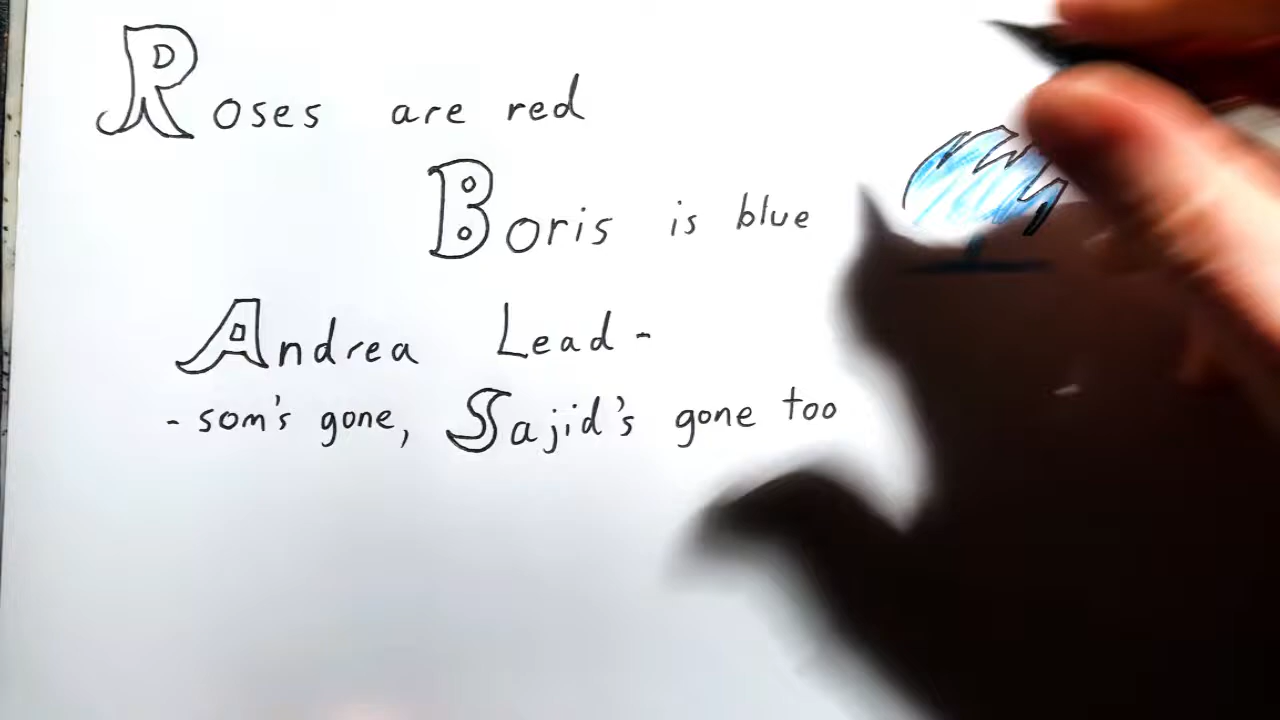 Roses are red
Boris is blue
Andrea Lead-
-som's gone, Sajid's gone too